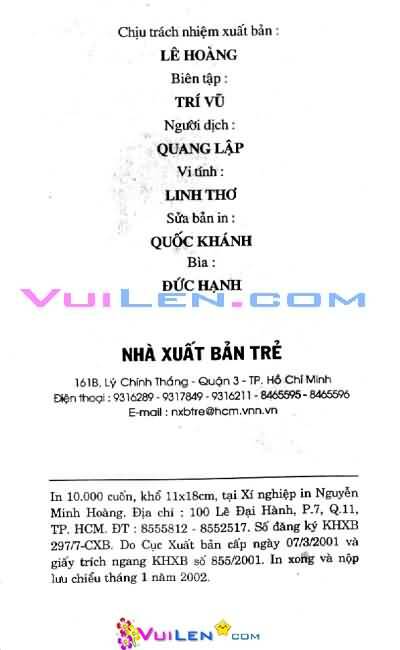 Chịu trách nhiệm xuất bản :
LÊ HOÀNG
Biên tập :
TRÍ VŨ
Người dịch :
QUANG LẬP
Vi tính :
LINH THƠ
Sửa bản in :
QUỐC KHÁNH
Bìa :
ĐỨC HẠNH
VUILEN.COM
NHÀ XUẤT BẢN TRẺ
161B, Lý Chính Thắng - Quận 3 - TP. Hồ Chí Minh
Điện thoại : 9316289 - 9317849 - 9316211 - 8465595 - 8465596
E-mail : nxbtre@hcm.vnn.vn
In 10.000 cuốn, khổ 11x18cm, tại Xí nghiệp in Nguyễn
Minh Hoàng. Địa chỉ : 100 Lê Đại Hành, P.7, Q.11,
TP. HCM. ĐT : 8555812 - 8552517. Số đăng ký KHXB
297/7-CXB. Do Cục Xuất bản cấp ngày 07/3/2001 và
giấy trích ngang KHXB số 855/2001. In xong và nộp
lưu chiểu tháng 1 năm 2002.
VUILEN.COM